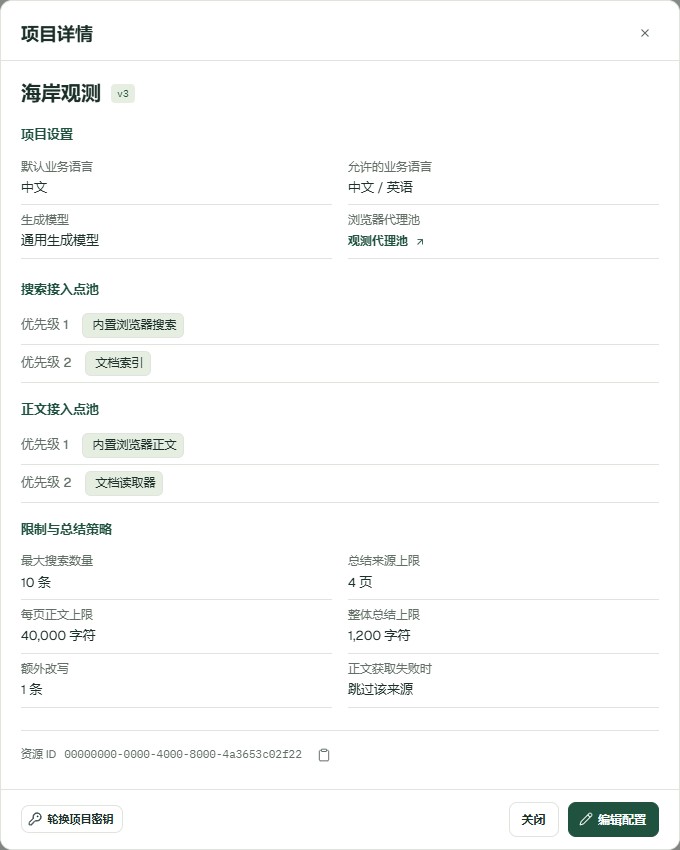 项目详情
海岸观测 v3
项目设置
默认业务语言 允许的业务语言
中文 中文 / 英语
生成模型 浏览器代理池
通用生成模型 观测代理池
搜索接入点池
优先级 1 内置浏览器搜索
优先级 2 文档索引
正文接入点池
优先级 1 内置浏览器正文
优先级 2 文档读取器
限制与总结策略
最大搜索数量 总结来源上限
10 条 4 页
每页正文上限 整体总结上限
40,000 字符 1,200 字符
额外改写 正文获取失败时
1 条 跳过该来源
资源 ID 00000000-0000-4000-8000-4a3653c02f22
轮换项目密钥 关闭 编辑配置